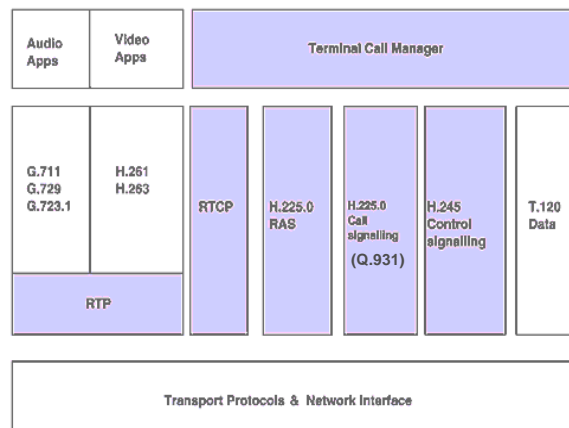 Audio
Apps
Video
Apps
Terminal Call Manager
G.711
G.729
G.723.1
H.261
H.263
RTP
RTCP
H.225.0
RAS
H.225.0
Call
signalling
(Q.931)
H.245
Control
signalling
T.120
Data
Transport Protocols & Network Interface